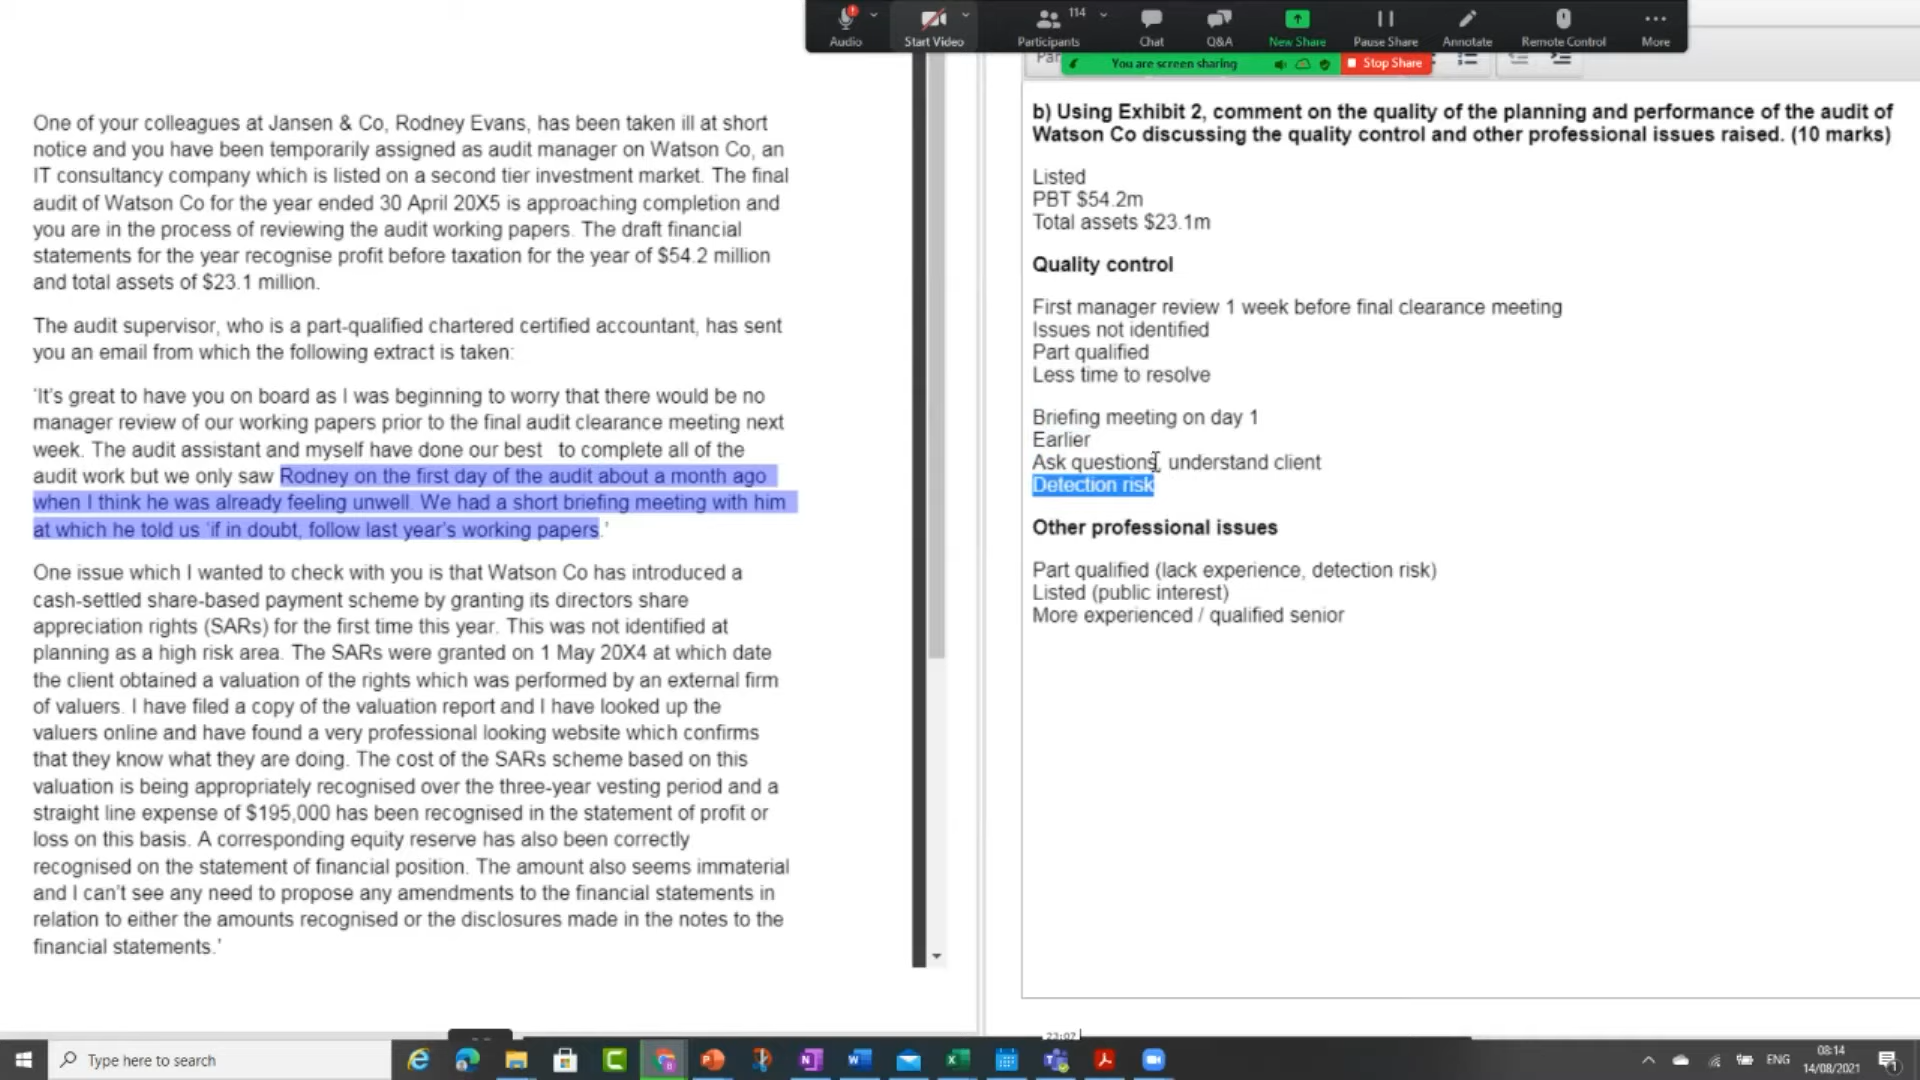 Audio
Start Video
Participants
114
Chat
Q&A
New Share
Pause Share
Annotate
Remote Control
More
You are screen sharing
Stop Share
One of your colleagues at Jansen & Co, Rodney Evans, has been taken ill at short
notice and you have been temporarily assigned as audit manager on Watson Co, an
IT consultancy company which is listed on a second tier investment market. The final
audit of Watson Co for the year ended 30 April 20X5 is approaching completion and
you are in the process of reviewing the audit working papers. The draft financial
statements for the year recognise profit before taxation for the year of $54.2 million
and total assets of $23.1 million.
The audit supervisor, who is a part-qualified chartered certified accountant, has sent
you an email from which the following extract is taken:
'It's great to have you on board as I was beginning to worry that there would be no
manager review of our working papers prior to the final audit clearance meeting next
week. The audit assistant and myself have done our best to complete all of the
audit work but we only saw Rodney on the first day of the audit about a month ago
when I think he was already feeling unwell. We had a short briefing meeting with him
at which he told us 'if in doubt, follow last year's working papers.'
One issue which I wanted to check with you is that Watson Co has introduced a
cash-settled share-based payment scheme by granting its directors share
appreciation rights (SARs) for the first time this year. This was not identified at
planning as a high risk area. The SARs were granted on 1 May 20X4 at which date
the client obtained a valuation of the rights which was performed by an external firm
of valuers. I have filed a copy of the valuation report and I have looked up the
valuers online and have found a very professional looking website which confirms
that they know what they are doing. The cost of the SARs scheme based on this
valuation is being appropriately recognised over the three-year vesting period and a
straight line expense of $195,000 has been recognised in the statement of profit or
loss on this basis. A corresponding equity reserve has also been correctly
recognised on the statement of financial position. The amount also seems immaterial
and I can't see any need to propose any amendments to the financial statements in
relation to either the amounts recognised or the disclosures made in the notes to the
financial statements.'
b) Using Exhibit 2, comment on the quality of the planning and performance of the audit of
Watson Co discussing the quality control and other professional issues raised. (10 marks)
Listed
PBT $54.2m
Total assets $23.1m
Quality control
First manager review 1 week before final clearance meeting
Issues not identified
Part qualified
Less time to resolve
Briefing meeting on day 1
Earlier
Ask questions, understand client
Detection risk
Other professional issues
Part qualified (lack experience, detection risk)
Listed (public interest)
More experienced / qualified senior
Type here to search
ENG
08:14
14/08/2021